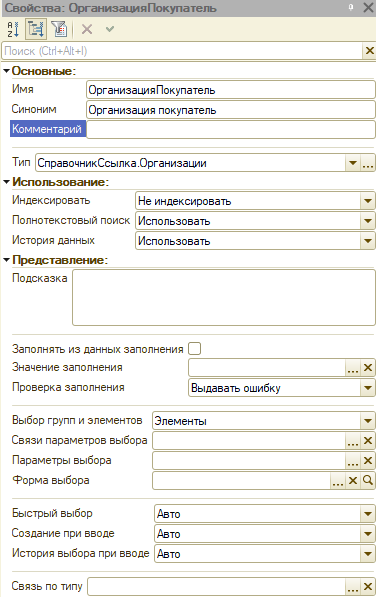 Свойства: ОрганизацияПокупатель
Поиск (Ctrl+Alt+I)
Основные:
Имя ОрганизацияПокупатель
Синоним Организация покупатель
Комментарий
Тип СправочникСсылка.Организации
Использование:
Индексировать Не индексировать
Полнотекстовый поиск Использовать
История данных Использовать
Представление:
Подсказка
Заполнять из данных заполнения
Значение заполнения
Проверка заполнения Выдавать ошибку
Выбор групп и элементов Элементы
Связи параметров выбора
Параметры выбора
Форма выбора
Быстрый выбор Авто
Создание при вводе Авто
История выбора при вводе Авто
Связь по типу